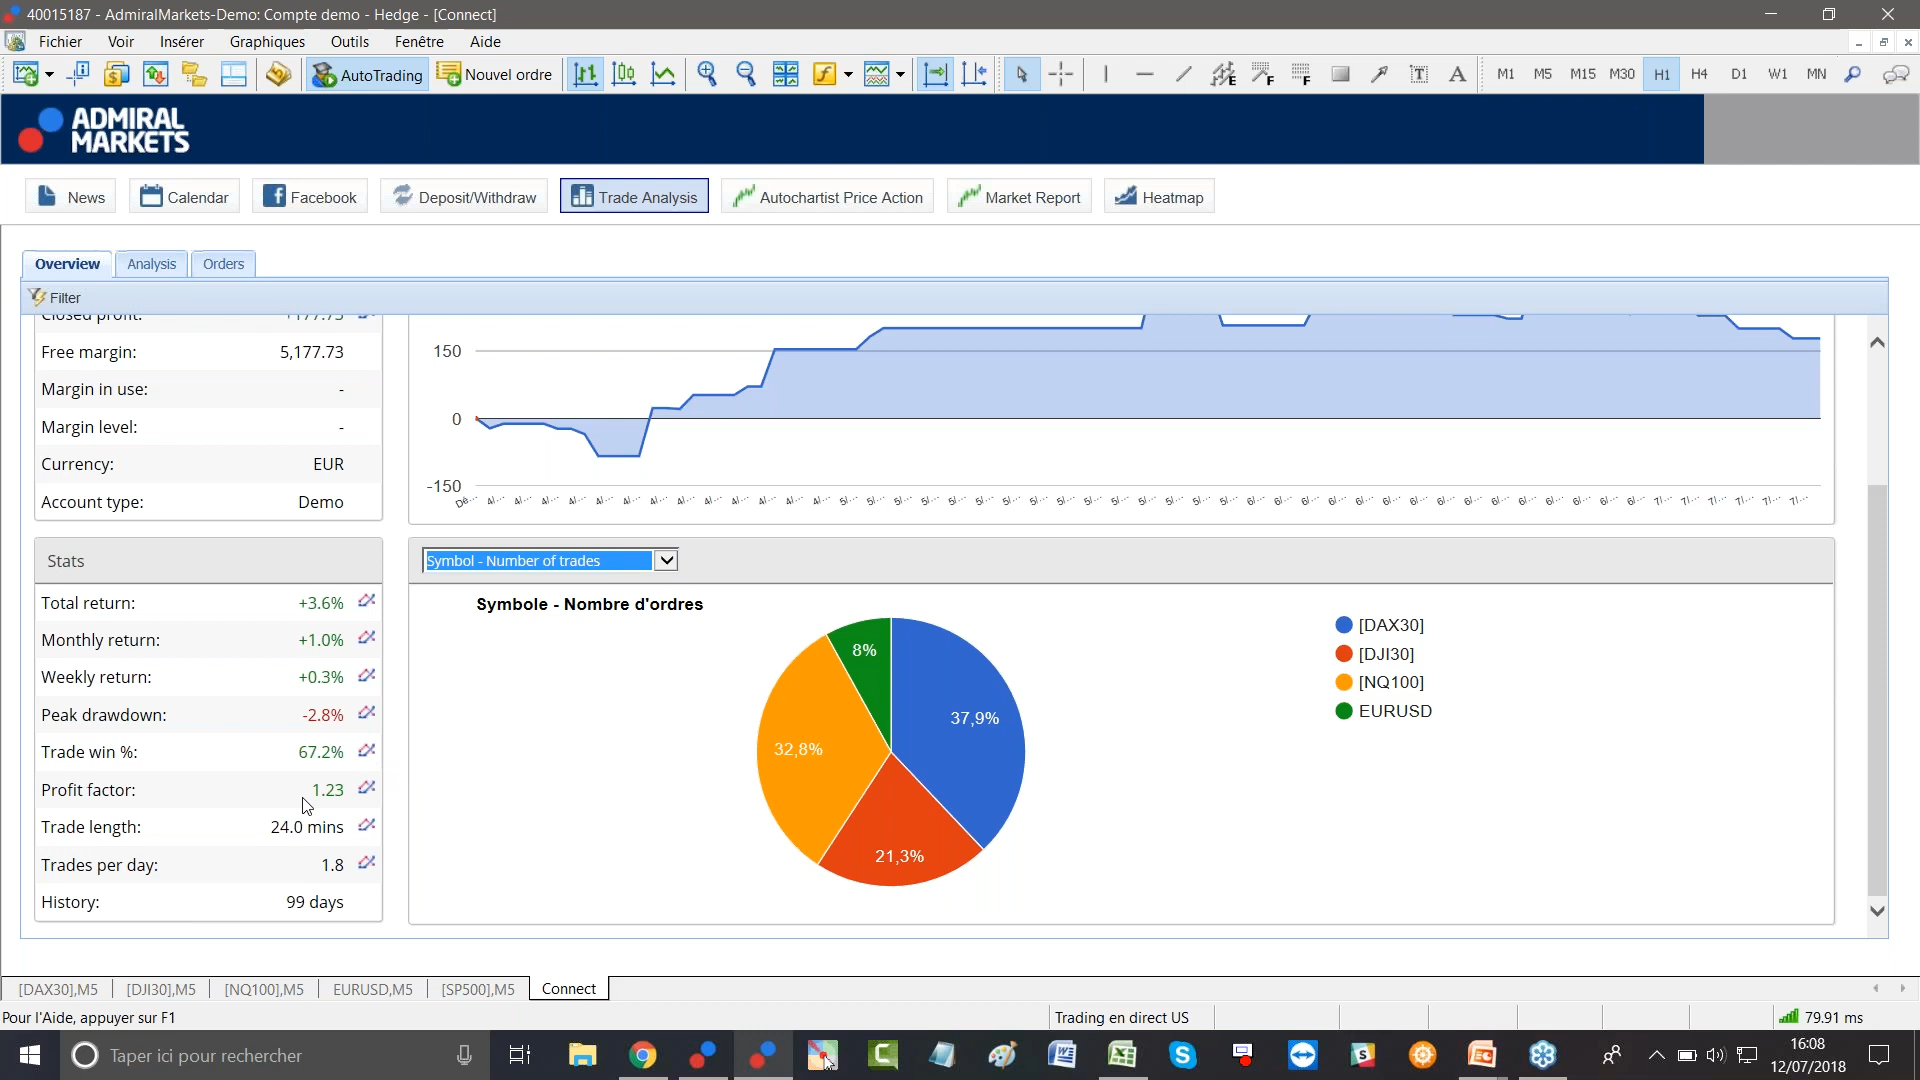 40015187 - AdmiralMarkets-Demo: Compte demo - Hedge - [Connect]
Fichier Voir Insérer Graphiques Outils Fenêtre Aide
AutoTrading Nouvel ordre M1 M5 M15 M30 H1 H4 D1 W1 MN
ADMIRAL
MARKETS
News Calendar Facebook Deposit/Withdraw Trade Analysis Autochartist Price Action Market Report Heatmap
Overview Analysis Orders
Filter
Closed profit: +177.73
Free margin: 5,177.73
Margin in use: -
Margin level: -
Currency: EUR
Account type: Demo
150
0
-150
Stats
Total return: +3.6%
Monthly return: +1.0%
Weekly return: +0.3%
Peak drawdown: -2.8%
Trade win %: 67.2%
Profit factor: 1.23
Trade length: 24.0 mins
Trades per day: 1.8
History: 99 days
Symbol - Number of trades
Symbole - Nombre d'ordres
8%
37,9%
32,8%
21,3%
[DAX30]
[DJI30]
[NQ100]
EURUSD
[DAX30],M5 [DJI30],M5 [NQ100],M5 EURUSD,M5 [SP500],M5 Connect
Pour l'Aide, appuyer sur F1 Trading en direct US 79.91 ms
Taper ici pour rechercher
16:08
12/07/2018